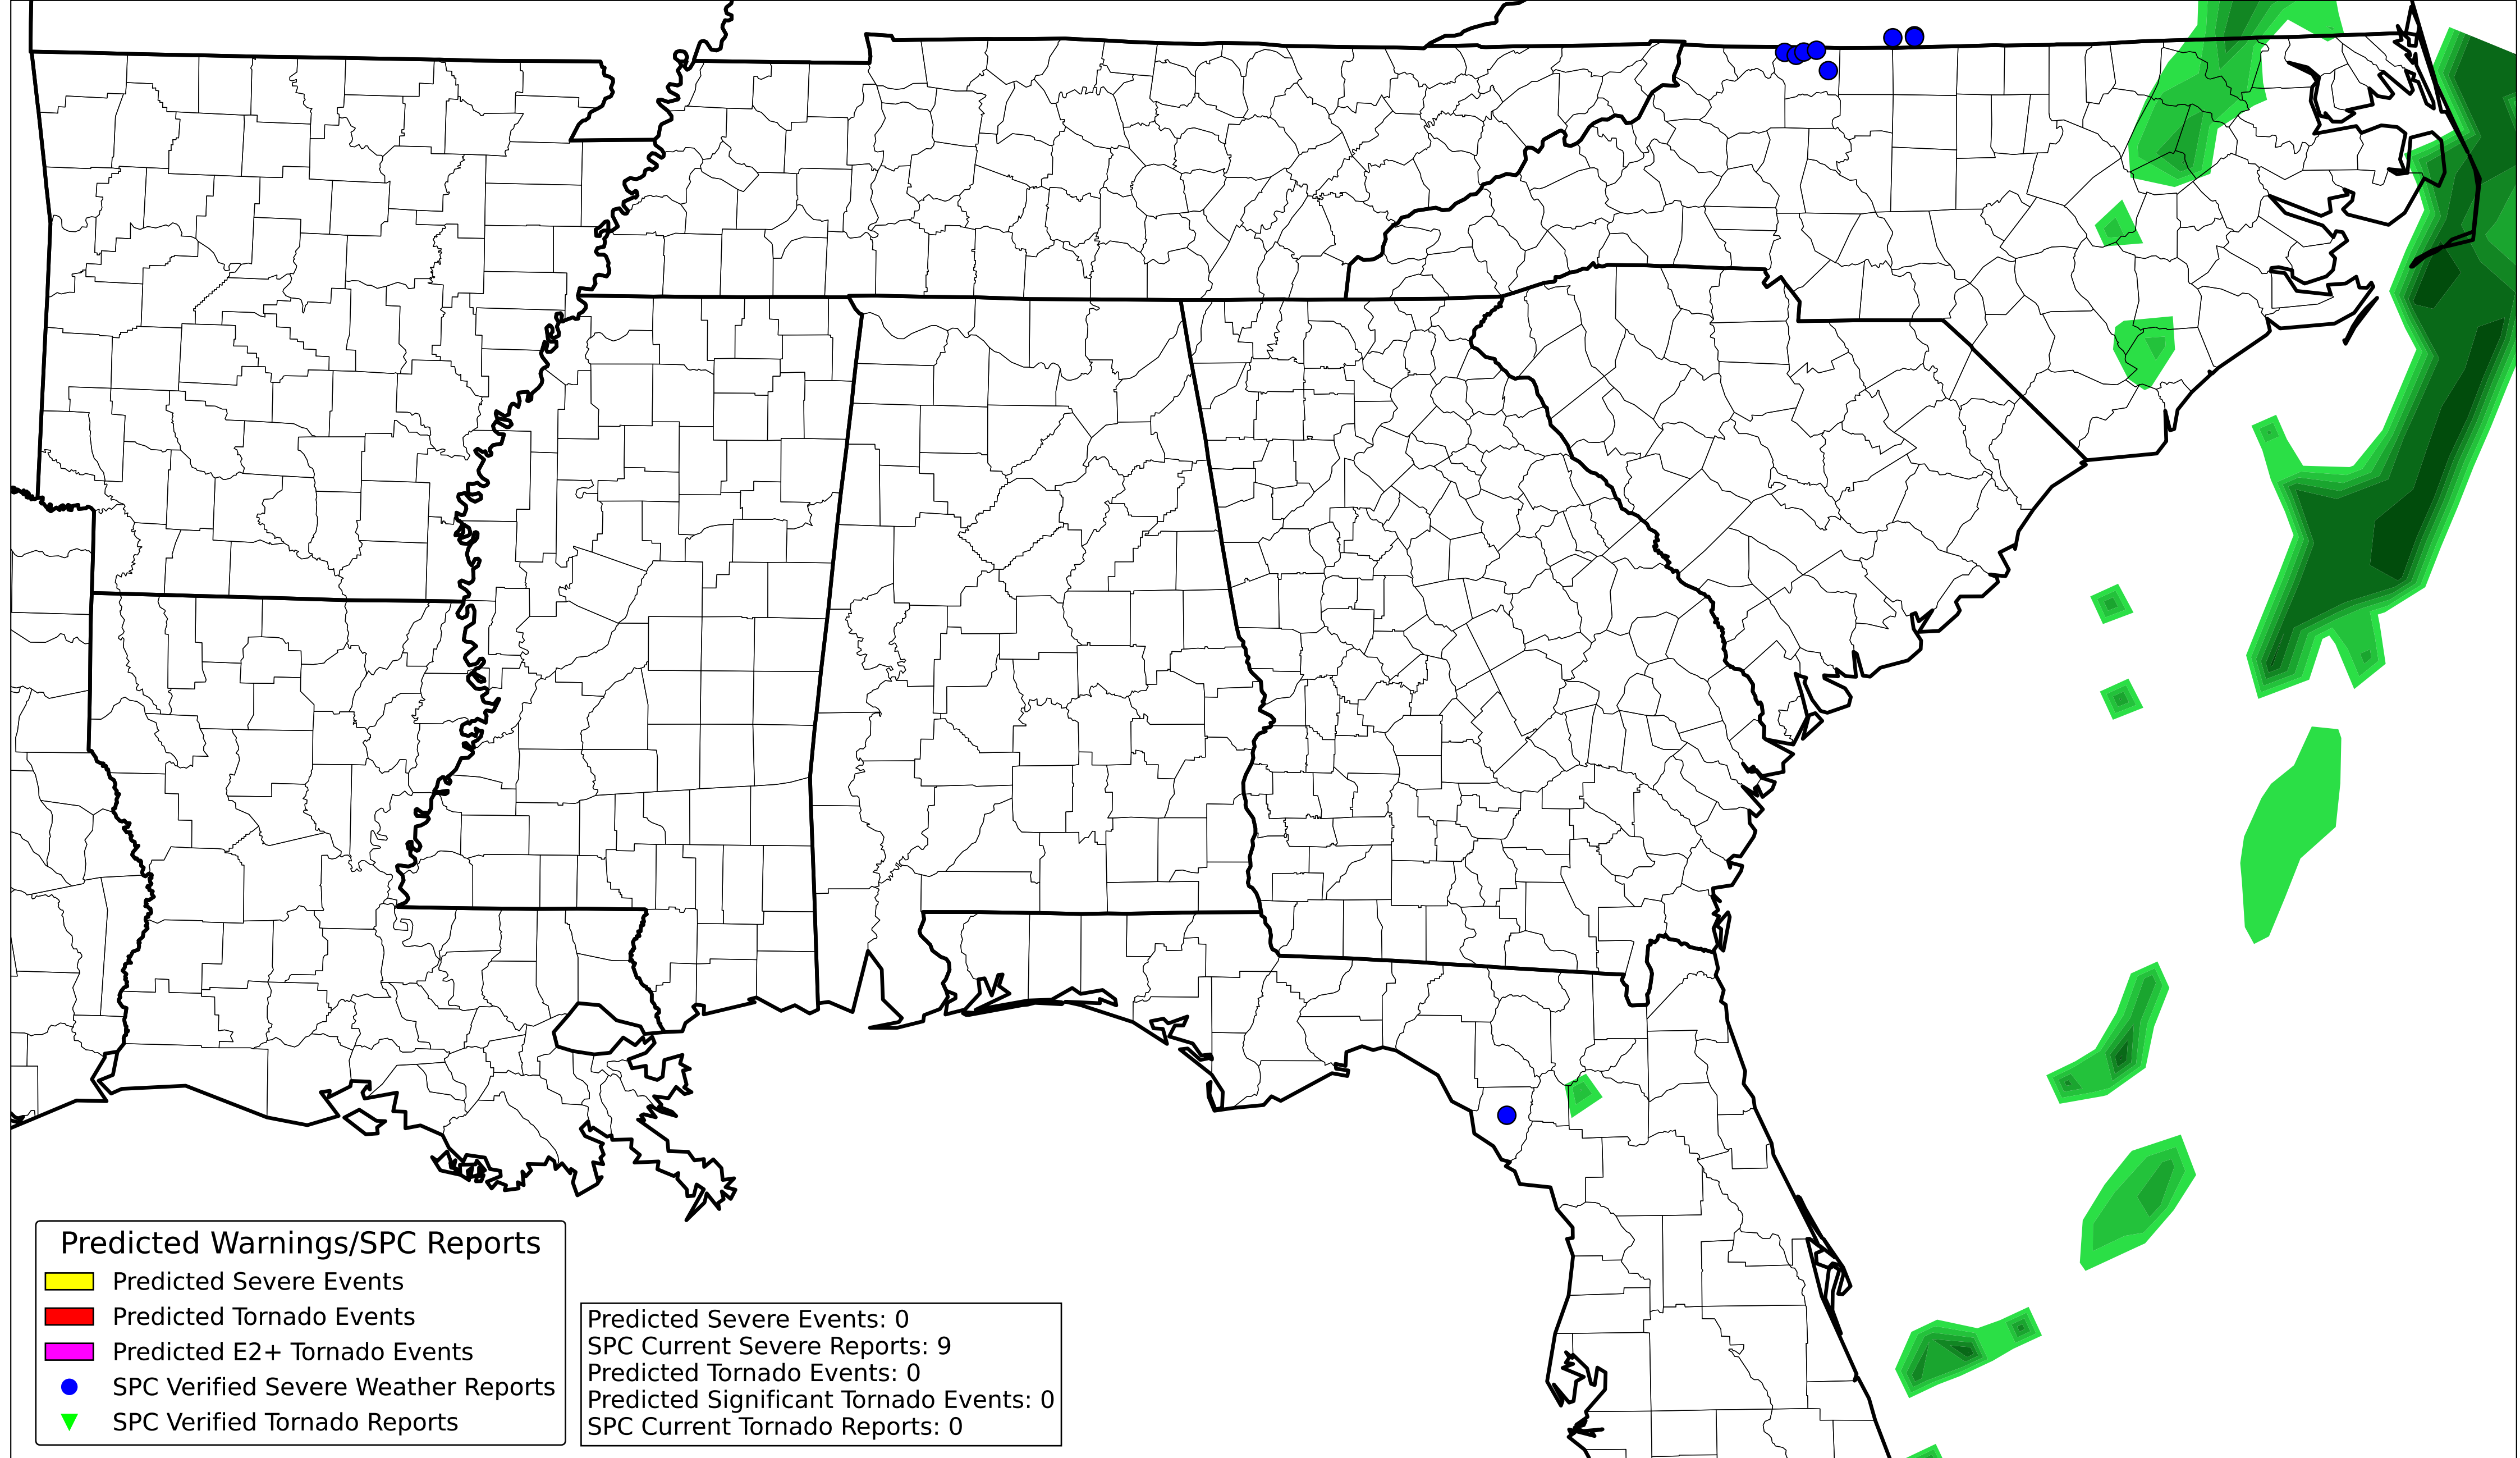 Predicted Warnings/SPC Reports
Predicted Severe Events
Predicted Tornado Events
Predicted E2+ Tornado Events
SPC Verified Severe Weather Reports
SPC Verified Tornado Reports
Predicted Severe Events: 0
SPC Current Severe Reports: 9
Predicted Tornado Events: 0
Predicted Significant Tornado Events: 0
SPC Current Tornado Reports: 0